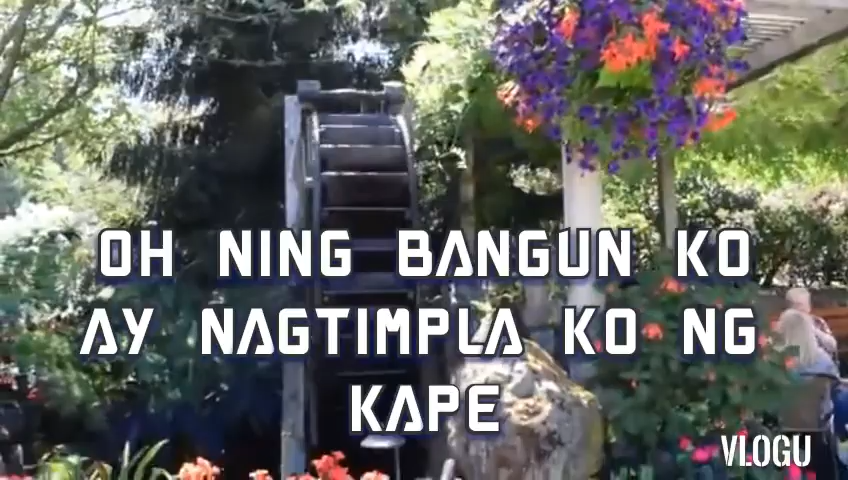 OH NING BANGUN KO
AY NAGTIMPLA KO NG
KAPE
VLOGU